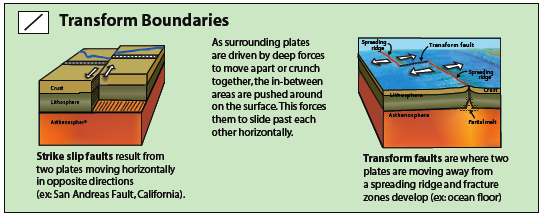 Transform Boundaries
Crust
Lithosphere
Asthenosphere
Strike slip faults result from
two plates moving horizontally
in opposite directions
(ex: San Andreas Fault, California).
As surrounding plates
are driven by deep forces
to move apart or crunch
together, the in-between
areas are pushed around
on the surface. This forces
them to slide past each
other horizontally.
Spreading
ridge
Transform fault
Spreading
ridge
Crust
Lithosphere
Asthenosphere
Partial melt
Transform faults are where two
plates are moving away from
a spreading ridge and fracture
zones develop (ex: ocean floor)